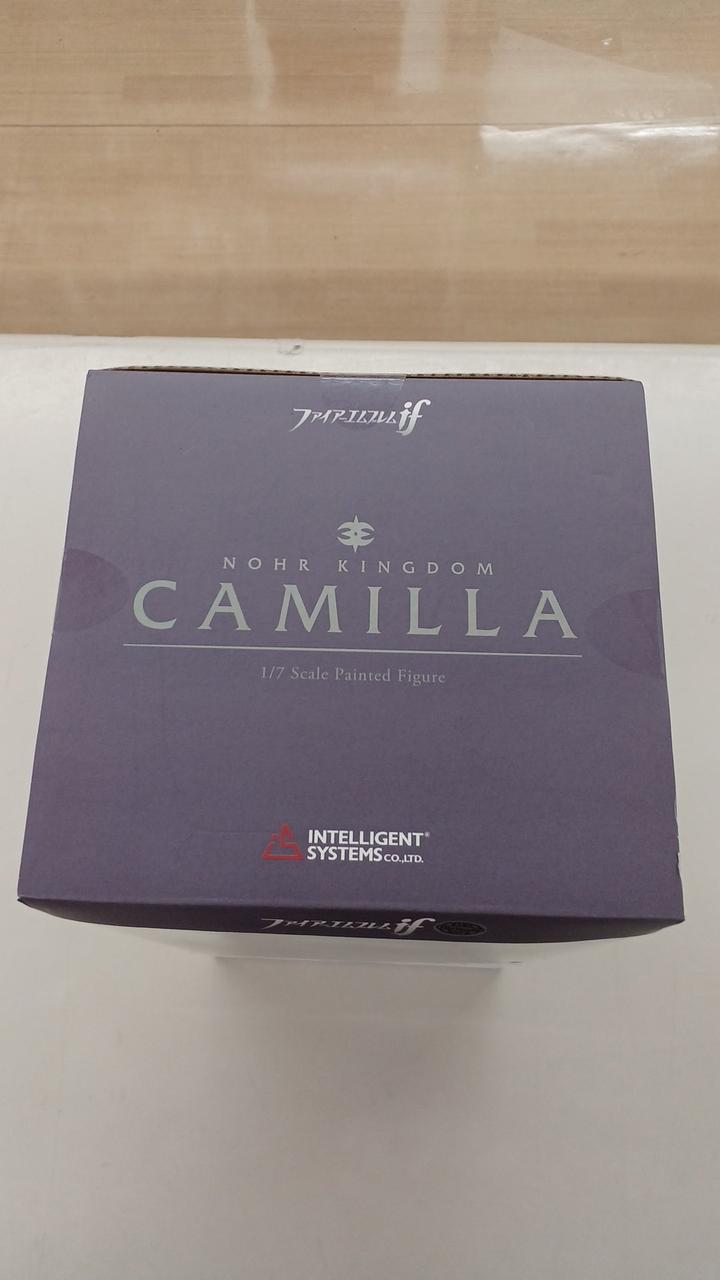 ファイアーエムブレムif
NOHR KINGDOM
CAMILLA
1/7 Scale Painted Figure
INTELLIGENT®
SYSTEMS CO.,LTD.
ファイアーエムブレムif